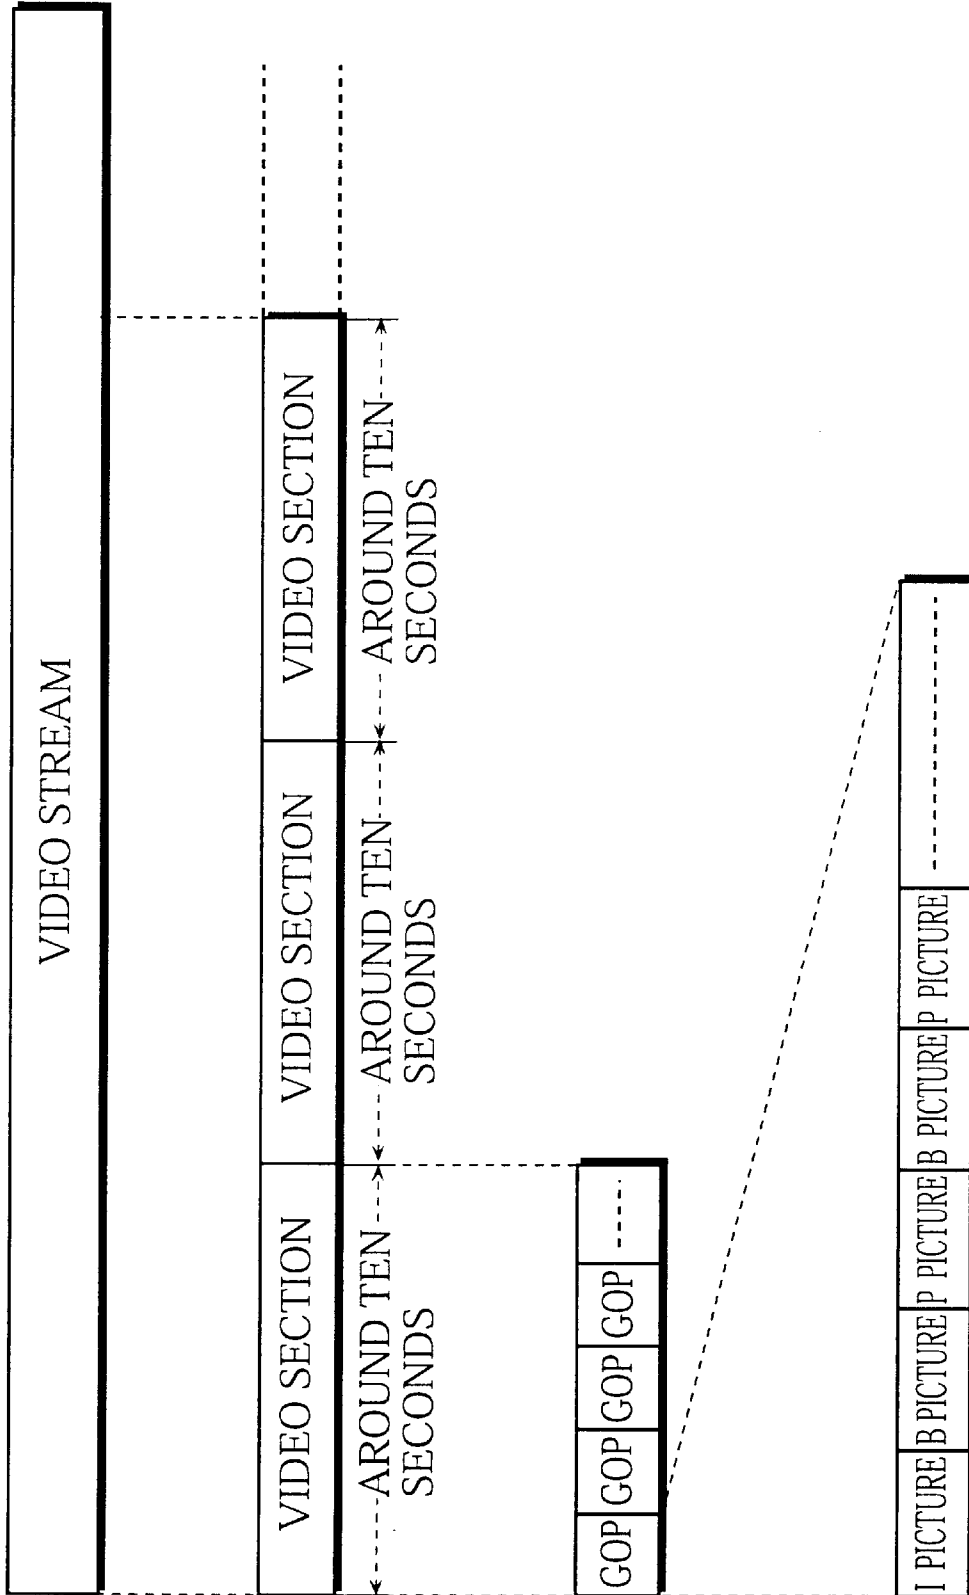 VIDEO STREAM
VIDEO SECTION
VIDEO SECTION
VIDEO SECTION
AROUND TEN
SECONDS
AROUND TEN
SECONDS
AROUND TEN
SECONDS
GOP
GOP
GOP
GOP
I PICTURE
B PICTURE
P PICTURE
B PICTURE
P PICTURE